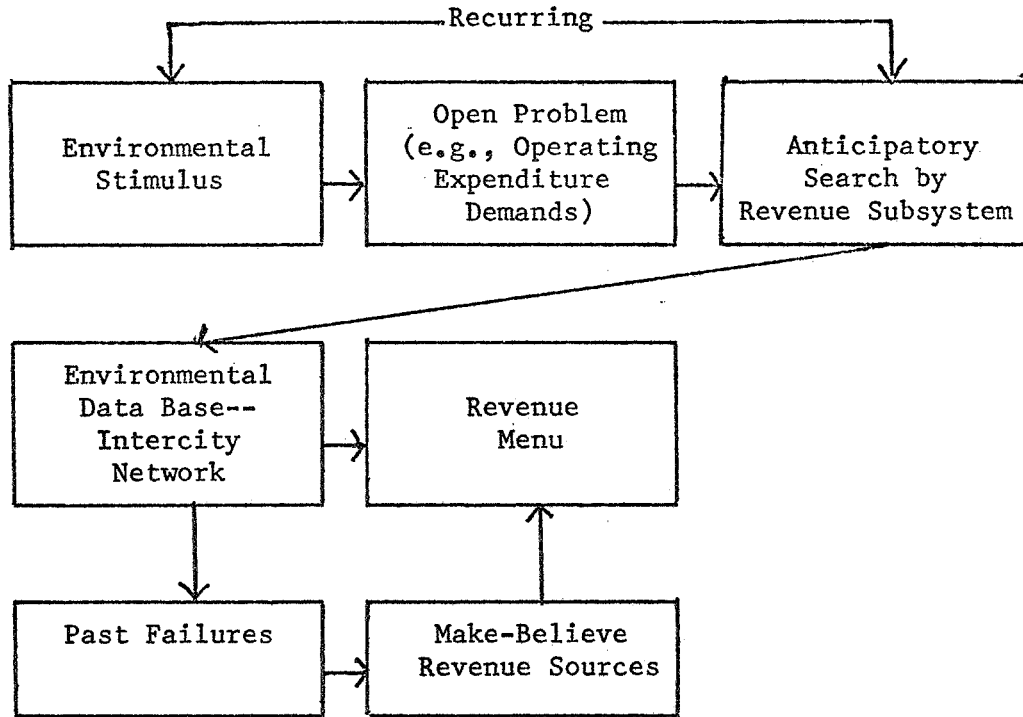 Recurring
Environmental
Stimulus
Open Problem
(e.g., Operating
Expenditure
Demands)
Anticipatory
Search by
Revenue Subsystem
Environmental
Data Base--
Intercity
Network
Revenue
Menu
Past Failures
Make-Believe
Revenue Sources